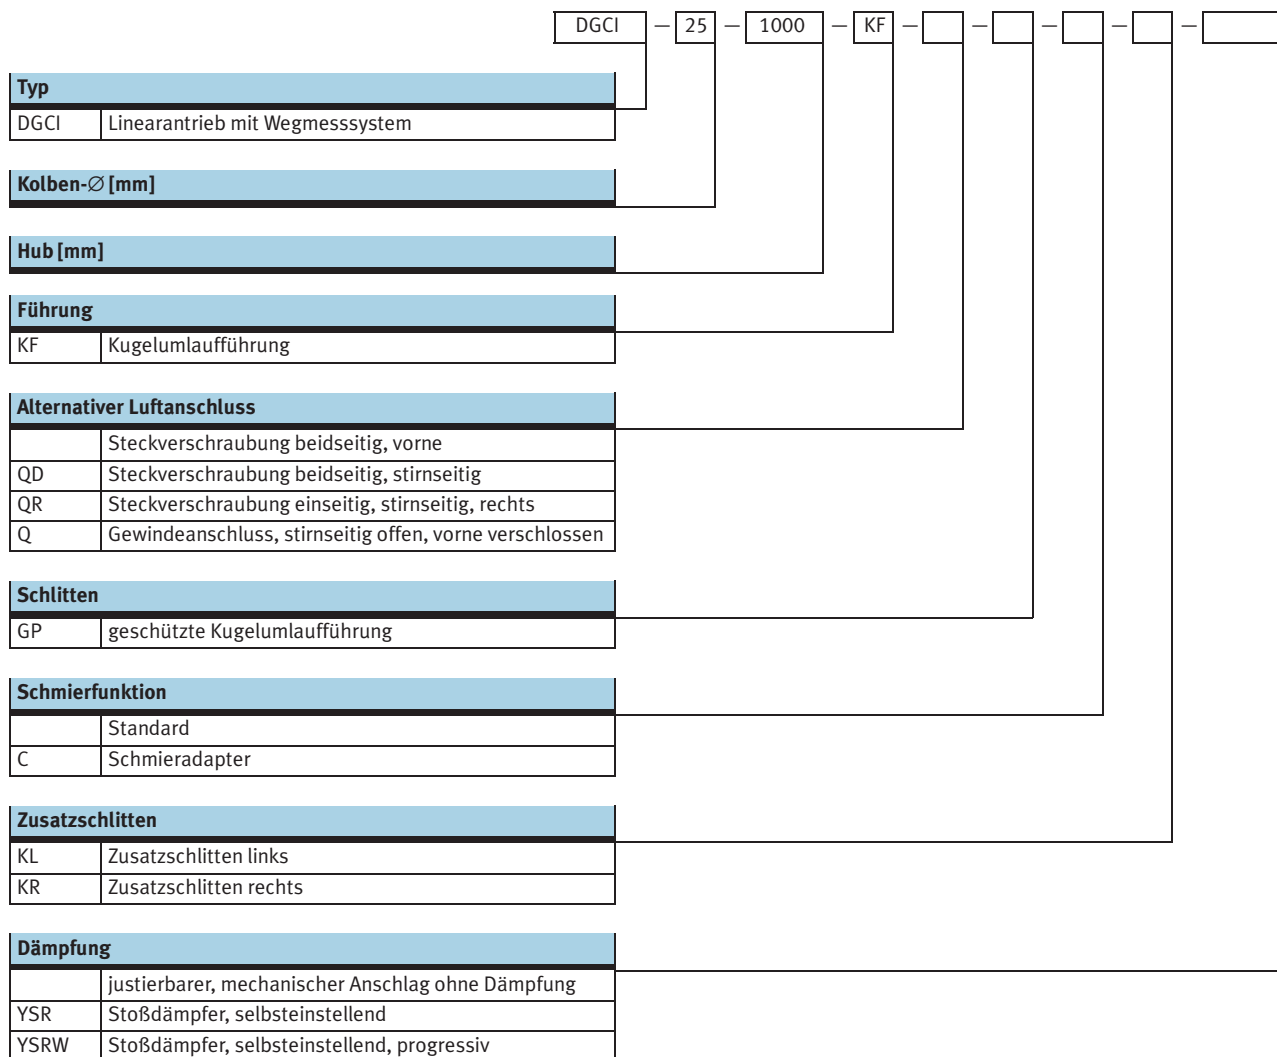 DGCI — 25 — 1000 — KF — — — — —
Typ
DGCI Linearantrieb mit Wegmesssystem
Kolben-∅ [mm]
Hub [mm]
Führung
KF Kugelumlaufführung
Alternativer Luftanschluss
Steckverschraubung beidseitig, vorne
QD Steckverschraubung beidseitig, stirnseitig
QR Steckverschraubung einseitig, stirnseitig, rechts
Q Gewindeanschluss, stirnseitig offen, vorne verschlossen
Schlitten
GP geschützte Kugelumlaufführung
Schmierfunktion
Standard
C Schmieradapter
Zusatzschlitten
KL Zusatzschlitten links
KR Zusatzschlitten rechts
Dämpfung
justierbarer, mechanischer Anschlag ohne Dämpfung
YSR Stoßdämpfer, selbsteinstellend
YSRW Stoßdämpfer, selbsteinstellend, progressiv